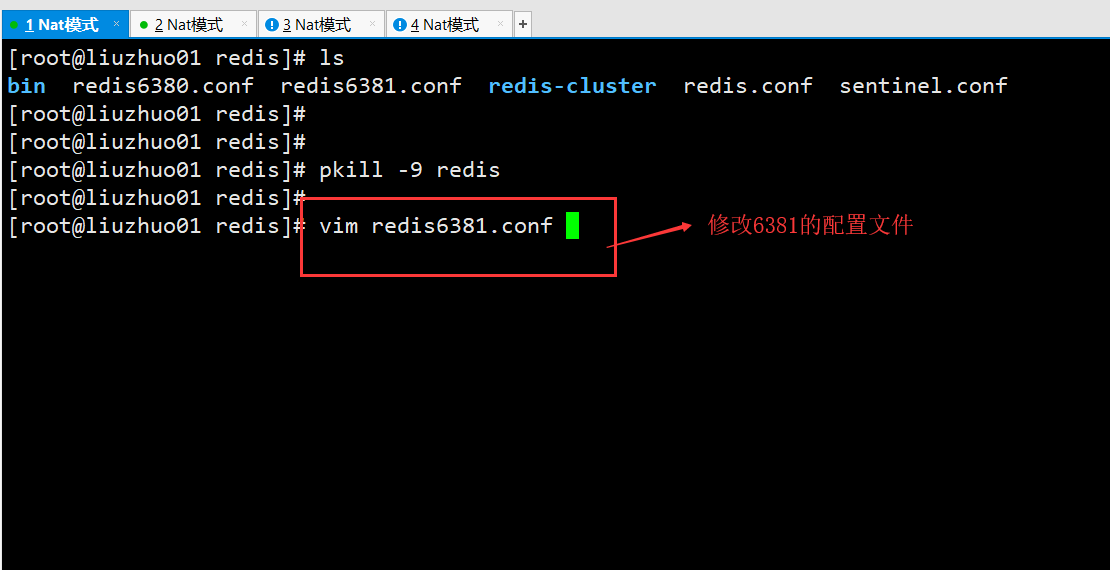 1 Nat模式 × 2 Nat模式 × 3 Nat模式 × 4 Nat模式 × +
[root@liuzhuo01 redis]# ls
bin redis6380.conf redis6381.conf redis-cluster redis.conf sentinel.conf
[root@liuzhuo01 redis]#
[root@liuzhuo01 redis]#
[root@liuzhuo01 redis]# pkill -9 redis
[root@liuzhuo01 redis]#
[root@liuzhuo01 redis]# vim redis6381.conf 修改6381的配置文件